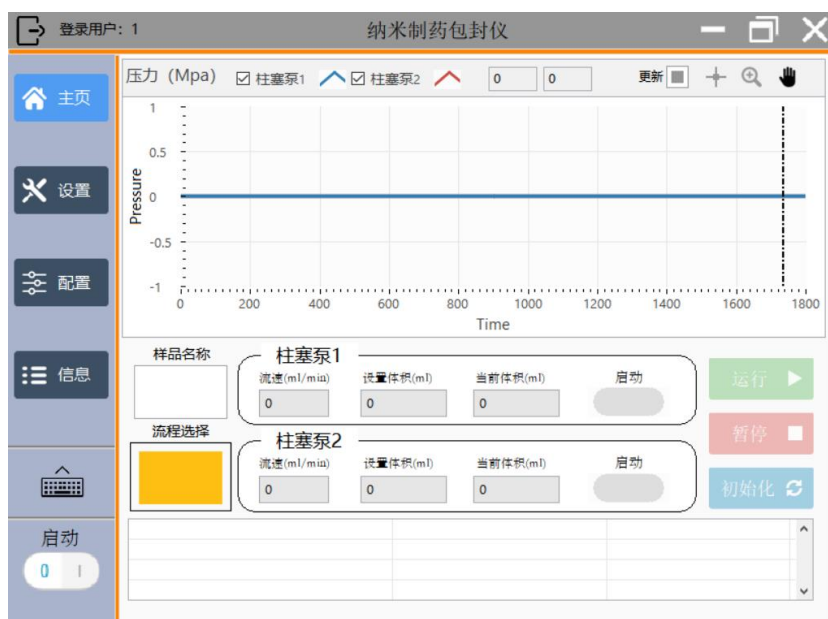 登录用户: 1
纳米制药包封仪
主页
设置
配置
信息
启动
0 I
压力 (Mpa) 柱塞泵1 柱塞泵2 0 0 更新
Pressure
1
0.5
0
-0.5
-1
0 200 400 600 800 1000 1200 1400 1600 1800
Time
样品名称
流程选择
柱塞泵1
流速(ml/min) 设置体积(ml) 当前体积(ml) 启动
0 0 0
柱塞泵2
流速(ml/min) 设置体积(ml) 当前体积(ml) 启动
0 0 0
运行
暂停
初始化